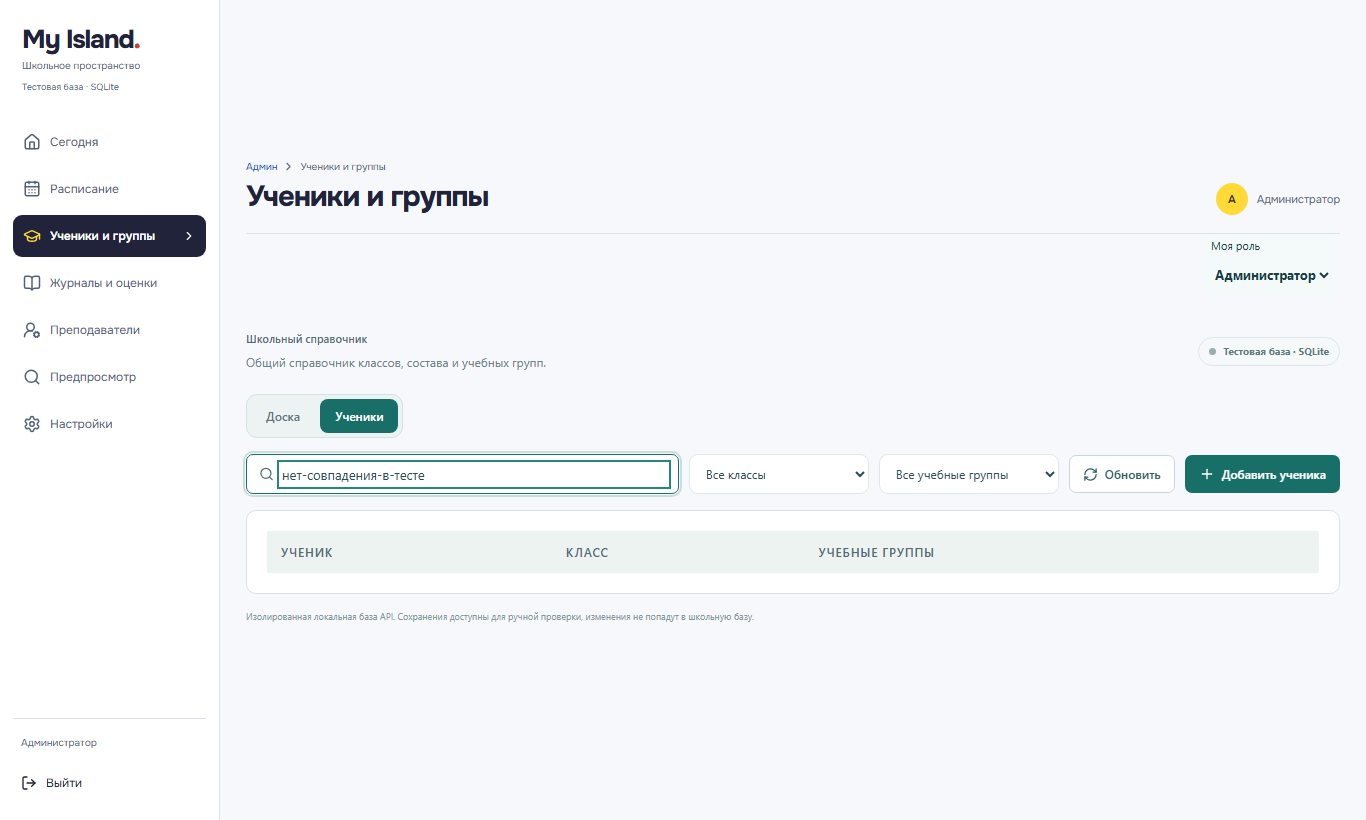 My Island.
Школьное пространство
Тестовая база · SQLite
Сегодня
Расписание
Ученики и группы
Журналы и оценки
Преподаватели
Предпросмотр
Настройки
Администратор
Выйти
Админ Ученики и группы
Ученики и группы
А Администратор
Моя роль
Администратор
Школьный справочник
Общий справочник классов, состава и учебных групп.
Тестовая база · SQLite
Доска Ученики
нет-совпадения-в-тесте Все классы Все учебные группы Обновить Добавить ученика
УЧЕНИК КЛАСС УЧЕБНЫЕ ГРУППЫ
Изолированная локальная база API. Сохранения доступны для ручной проверки, изменения не попадут в школьную базу.